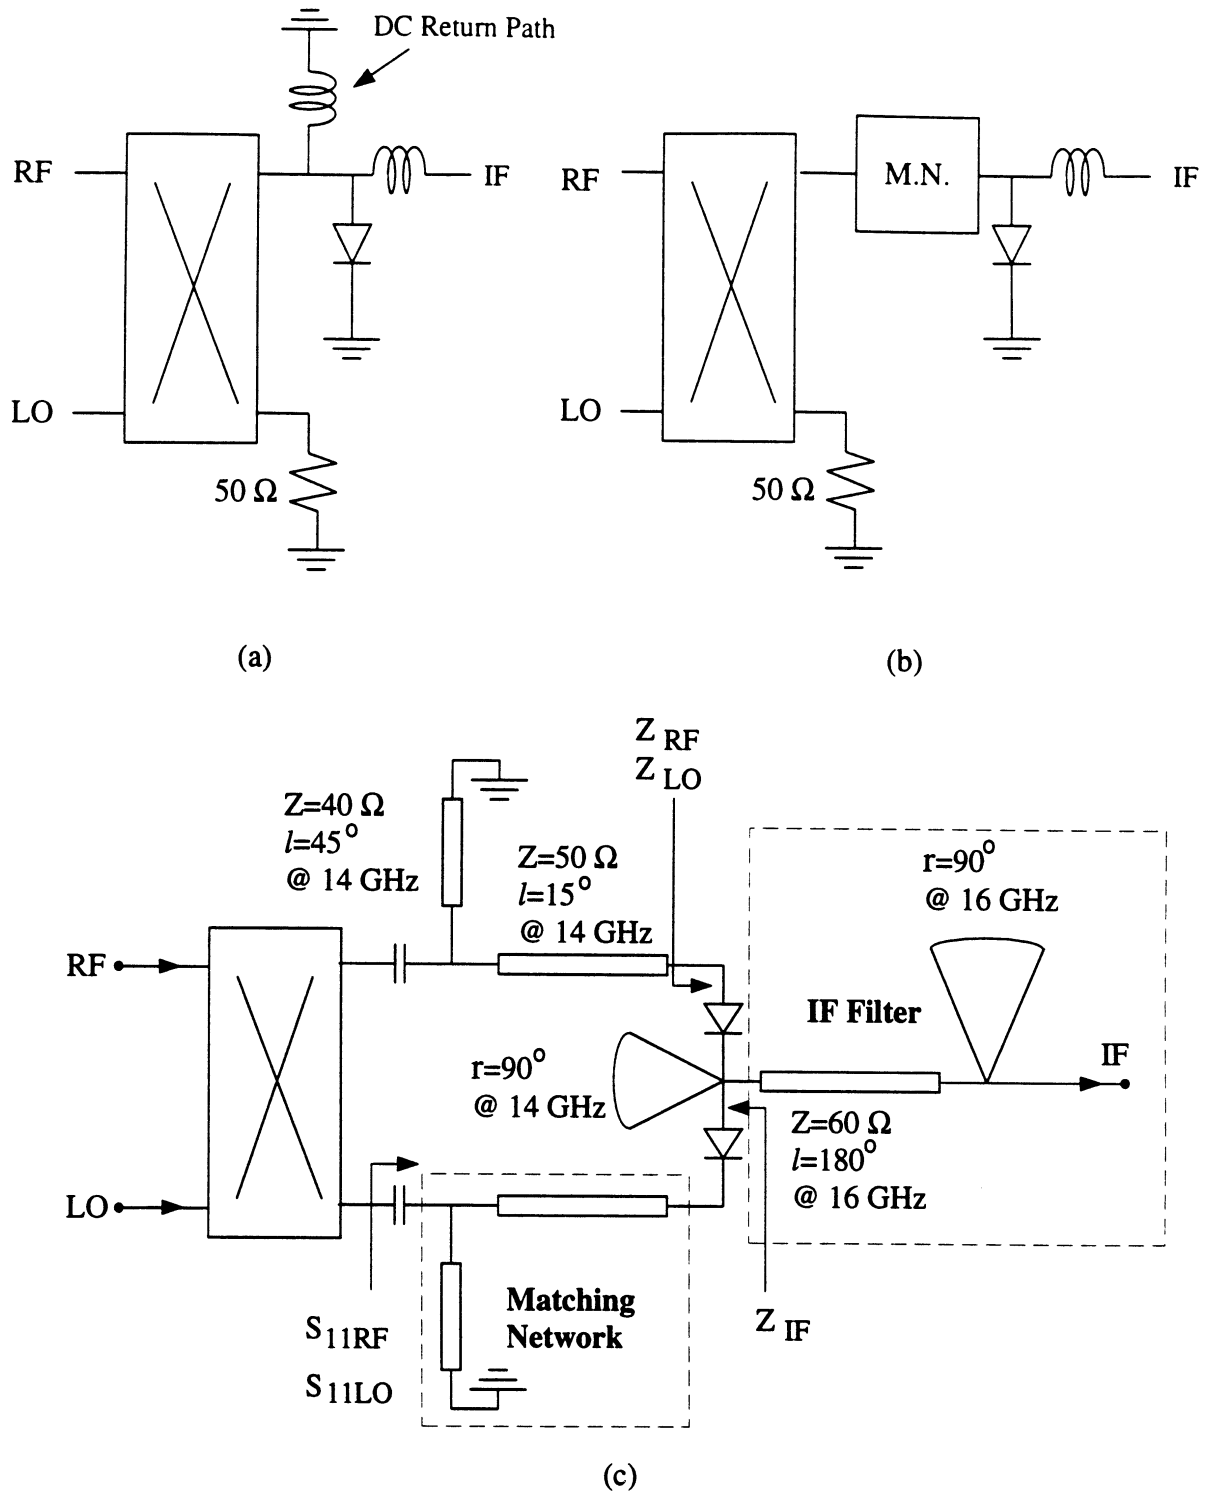 DC Return Path
RF
IF
LO
50 Ω
(a)
RF
M.N.
IF
LO
50 Ω
(b)
Z RF
Z LO
Z=40 Ω
l=45°
@ 14 GHz
Z=50 Ω
l=15°
@ 14 GHz
r=90°
@ 16 GHz
RF
IF Filter
IF
r=90°
@ 14 GHz
Z=60 Ω
l=180°
@ 16 GHz
LO
Matching
Network
S11RF
S11LO
Z IF
(c)